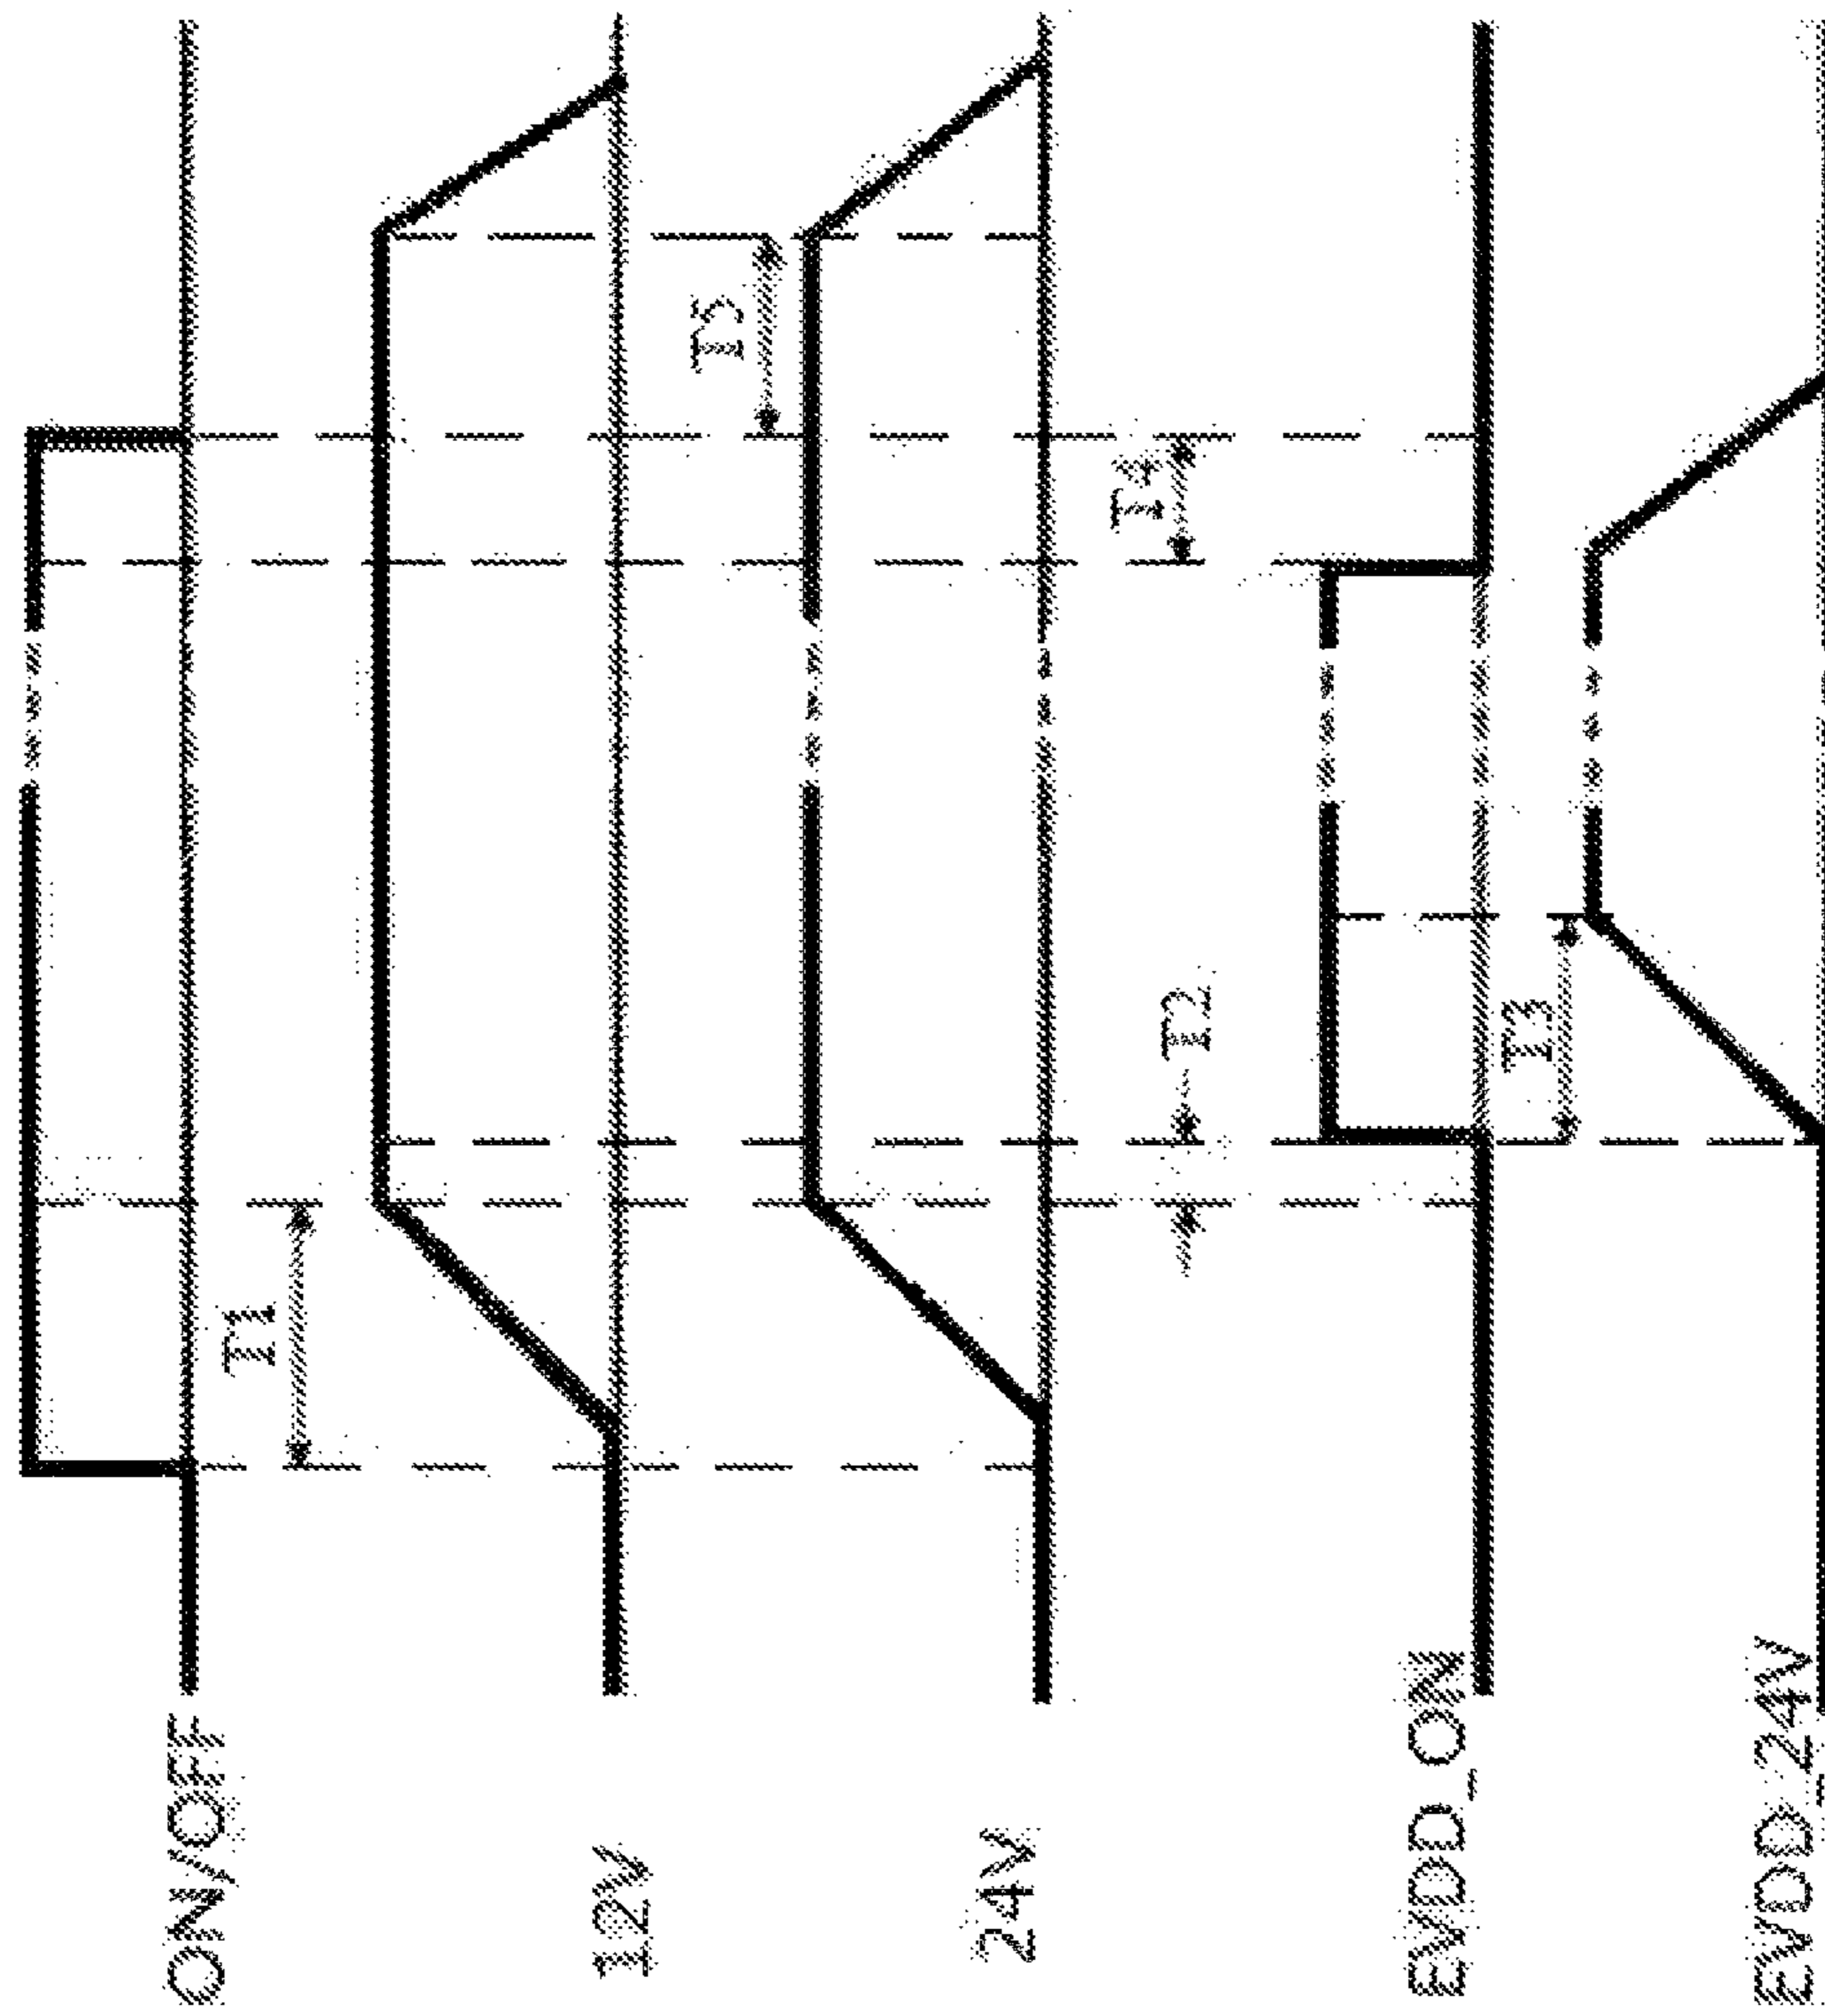 ON/OFF
T1
12V
T5
24V
T4
T2
EVDD_ON
T3
EVDD_24V